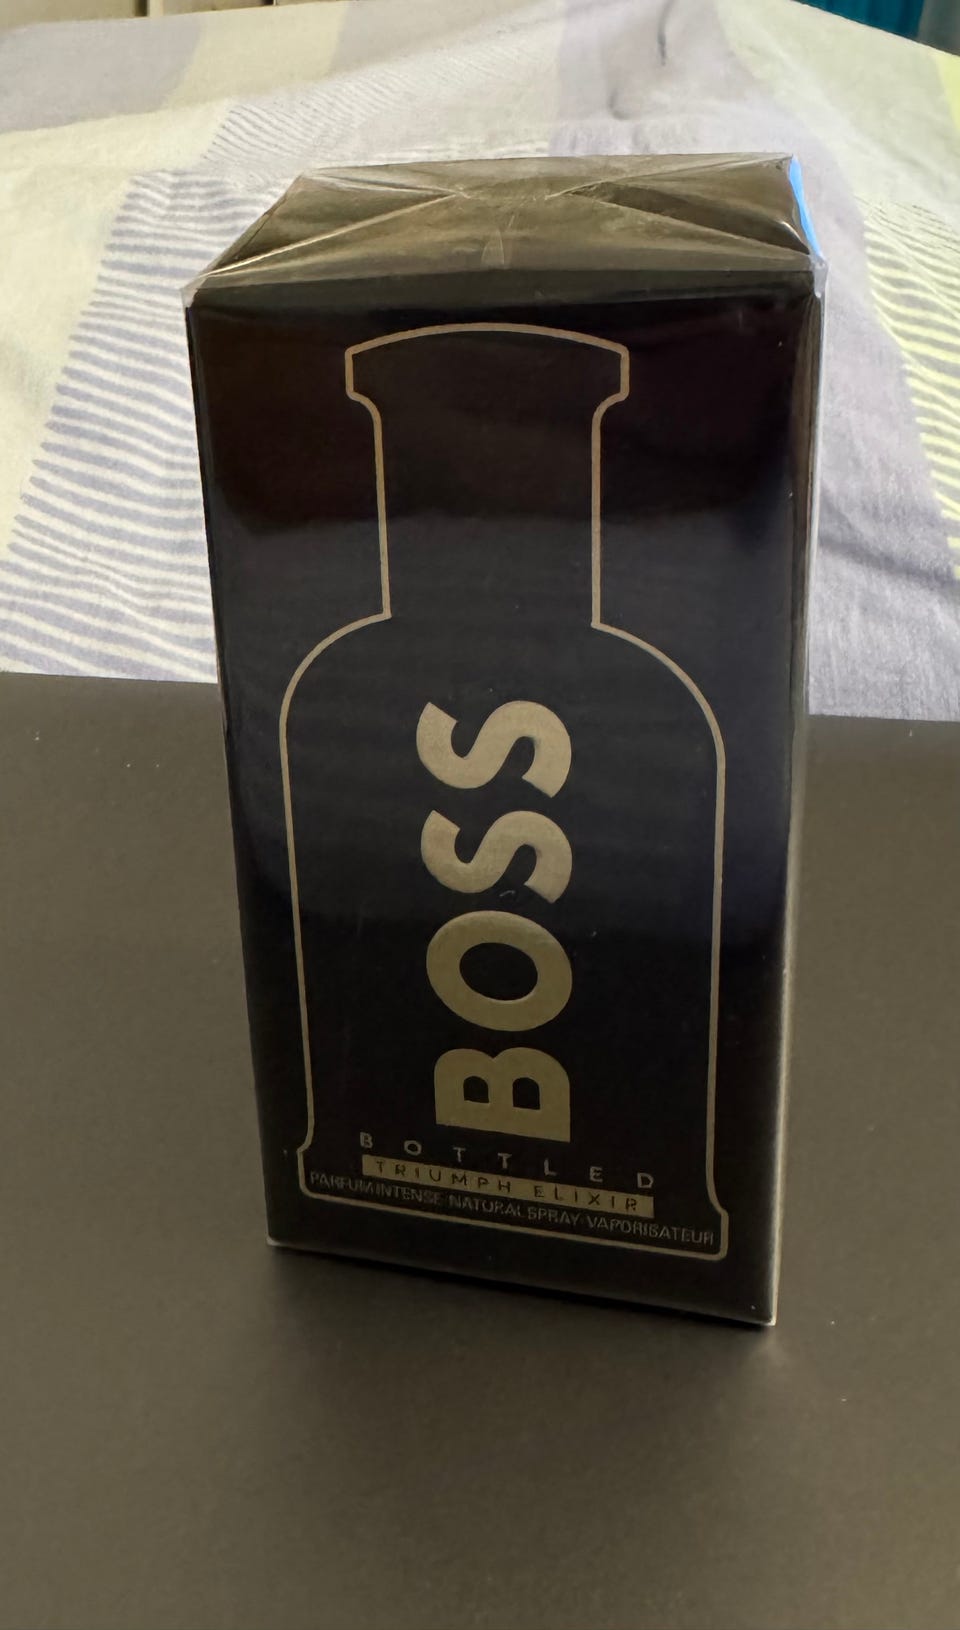 BOSS
BOTTLED
TRIUMPH ELIXIR
PARFUM INTENSE NATURAL SPRAY VAPORISATEUR